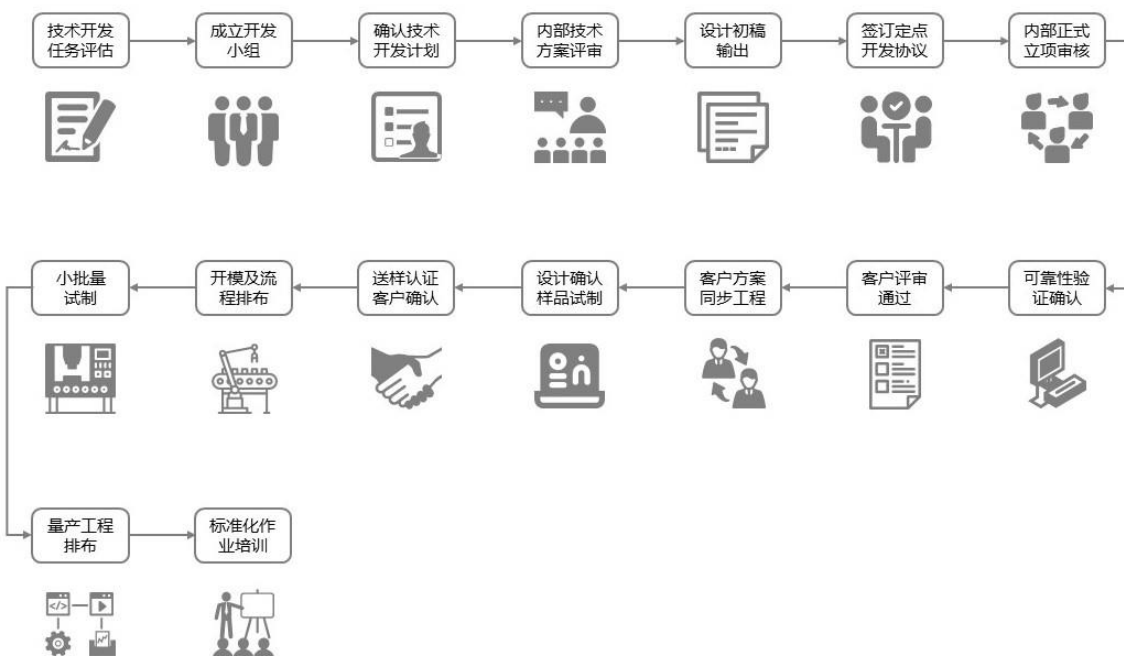 技术开发
任务评估
成立开发
小组
确认技术
开发计划
内部技术
方案评审
设计初稿
输出
签订定点
开发协议
内部正式
立项审核
可靠性验
证确认
客户评审
通过
客户方案
同步工程
设计确认
样品试制
送样认证
客户确认
开模及流
程排布
小批量
试制
量产工程
排布
标准化作
业培训